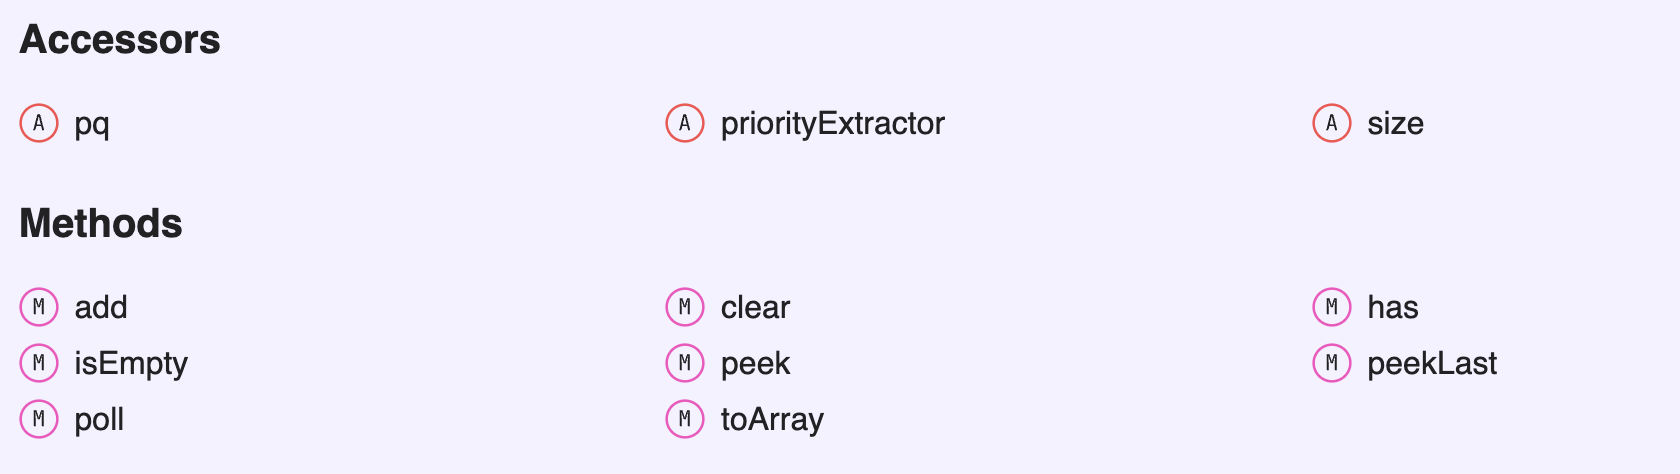 Accessors
A pq A priorityExtractor A size
Methods
M add M clear M has
M isEmpty M peek M peekLast
M poll M toArray